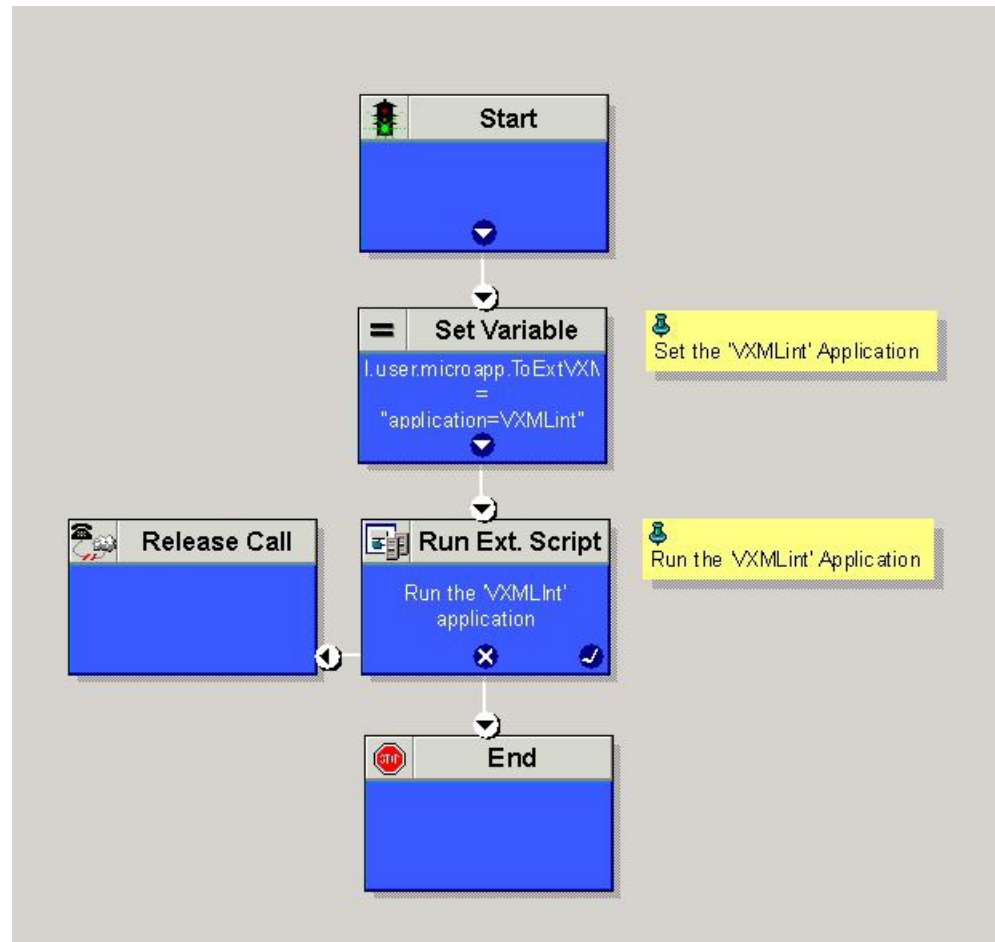 Start
Set Variable
l.user.microapp.ToExtVXM
=
"application=VXMLint"
Set the 'VXMLint' Application
Release Call
Run Ext. Script
Run the 'VXMLInt'
application
Run the 'VXMLint' Application
STOP
End